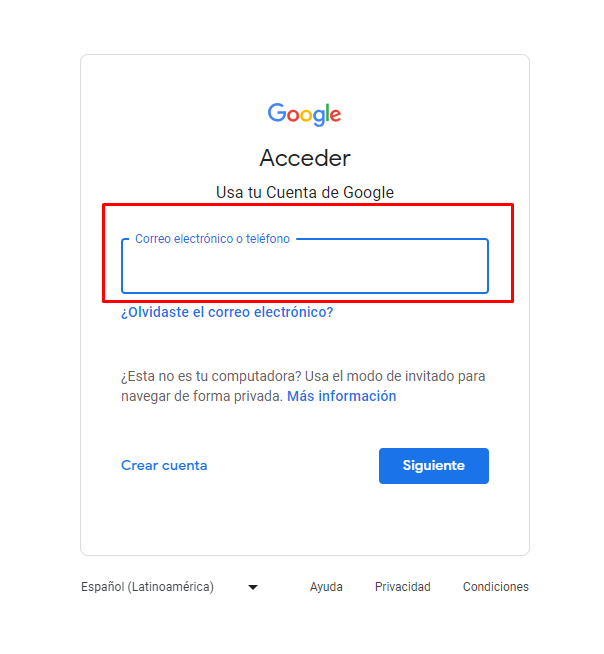 Google
Acceder
Usa tu Cuenta de Google
Correo electrónico o teléfono
¿Olvidaste el correo electrónico?
¿Esta no es tu computadora? Usa el modo de invitado para
navegar de forma privada. Más información
Crear cuenta
Siguiente
Español (Latinoamérica)
Ayuda
Privacidad
Condiciones